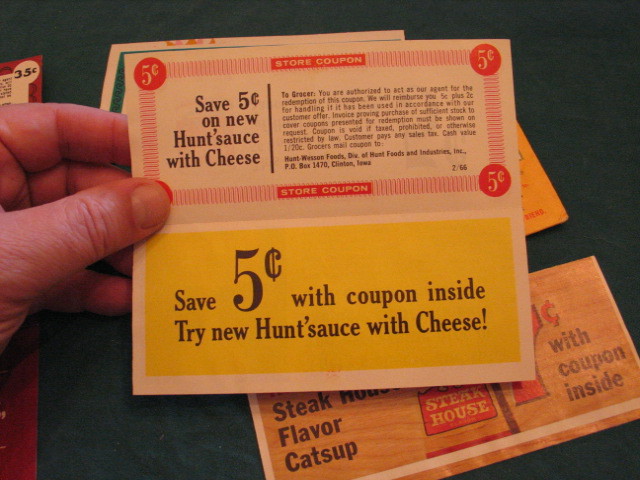 35¢
STORE COUPON
5¢
5¢
Save 5¢
on new
Hunt'sauce
with Cheese
To Grocer: You are authorized to act as our agent for the
redemption of this coupon. We will reimburse you 5c plus 2c
for handling if it has been used in accordance with our
customer offer. Invoice proving purchase of sufficient stock to
cover coupons presented for redemption must be shown on
request. Coupon is void if taxed, prohibited, or otherwise
restricted by law. Customer pays any sales tax. Cash value
1/20c. Grocers mail coupon to:
Hunt-Wesson Foods, Div. of Hunt Foods and Industries, Inc.,
P.O. Box 1470, Clinton, Iowa 2/66
STORE COUPON
5¢
Save 5¢ with coupon inside
Try new Hunt'sauce with Cheese!
¢
with
coupon
inside
Steak House
Flavor
Catsup
STEAK
HOUSE